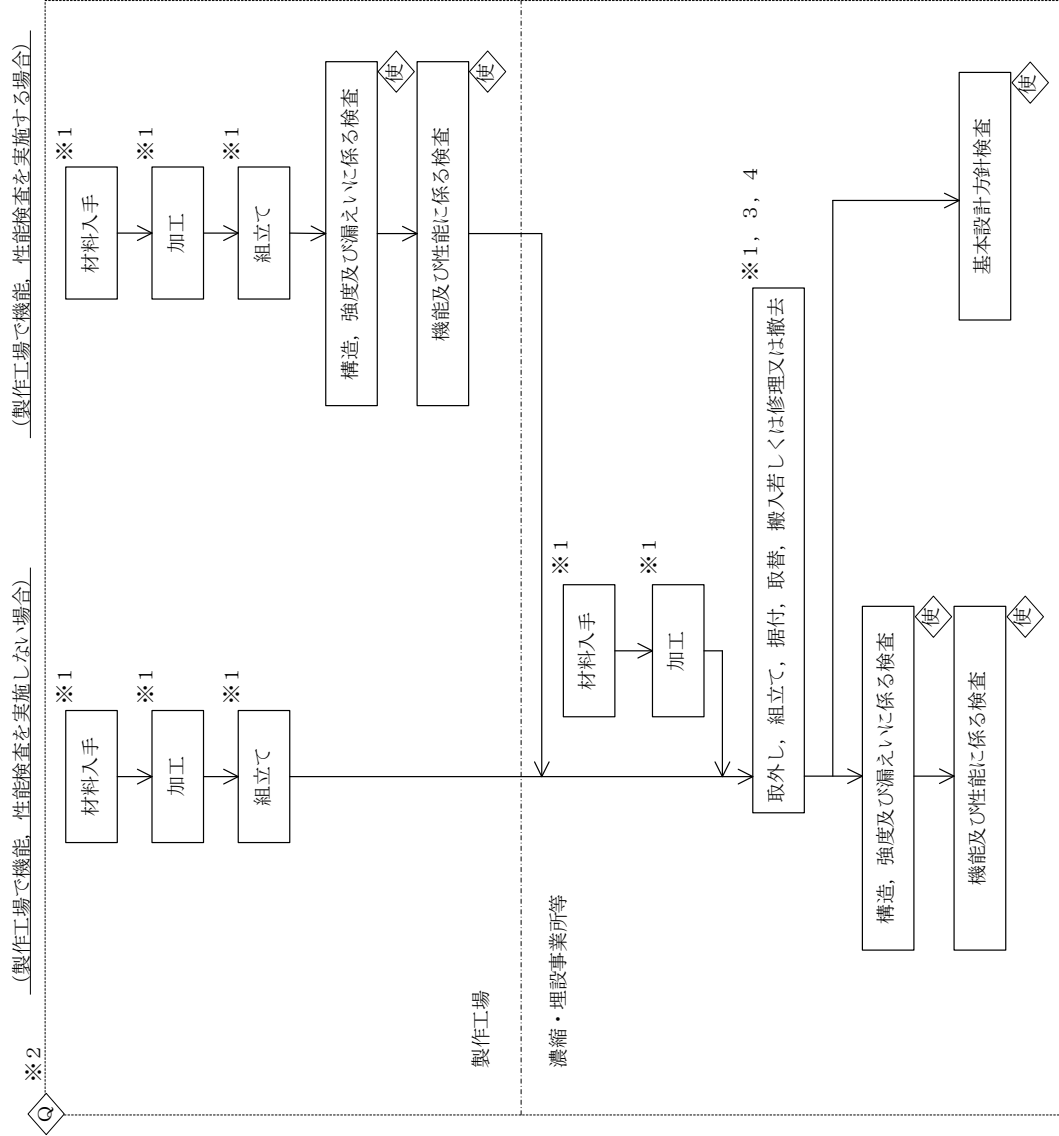 Q
※2
(製作工場で機能,性能検査を実施しない場合)
(製作工場で機能,性能検査を実施する場合)
※1
材料入手
※1
加工
※1
組立て
※1
材料入手
※1
加工
※1
組立て
構造,強度及び漏えいに係る検査
使
機能及び性能に係る検査
使
製作工場
濃縮・埋設事業所等
※1
材料入手
※1
加工
※1,3,4
取外し,組立て,据付,取替,搬入若しくは修理又は撤去
構造,強度及び漏えいに係る検査
使
機能及び性能に係る検査
使
基本設計方針検査
使